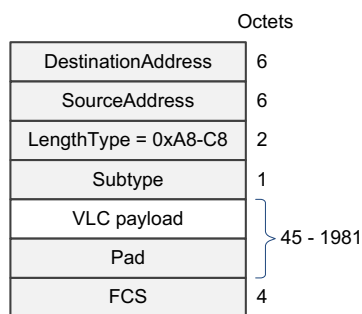 Octets
DestinationAddress 6
SourceAddress 6
LengthType = 0xA8-C8 2
Subtype 1
VLC payload
45 - 1981
Pad
FCS 4